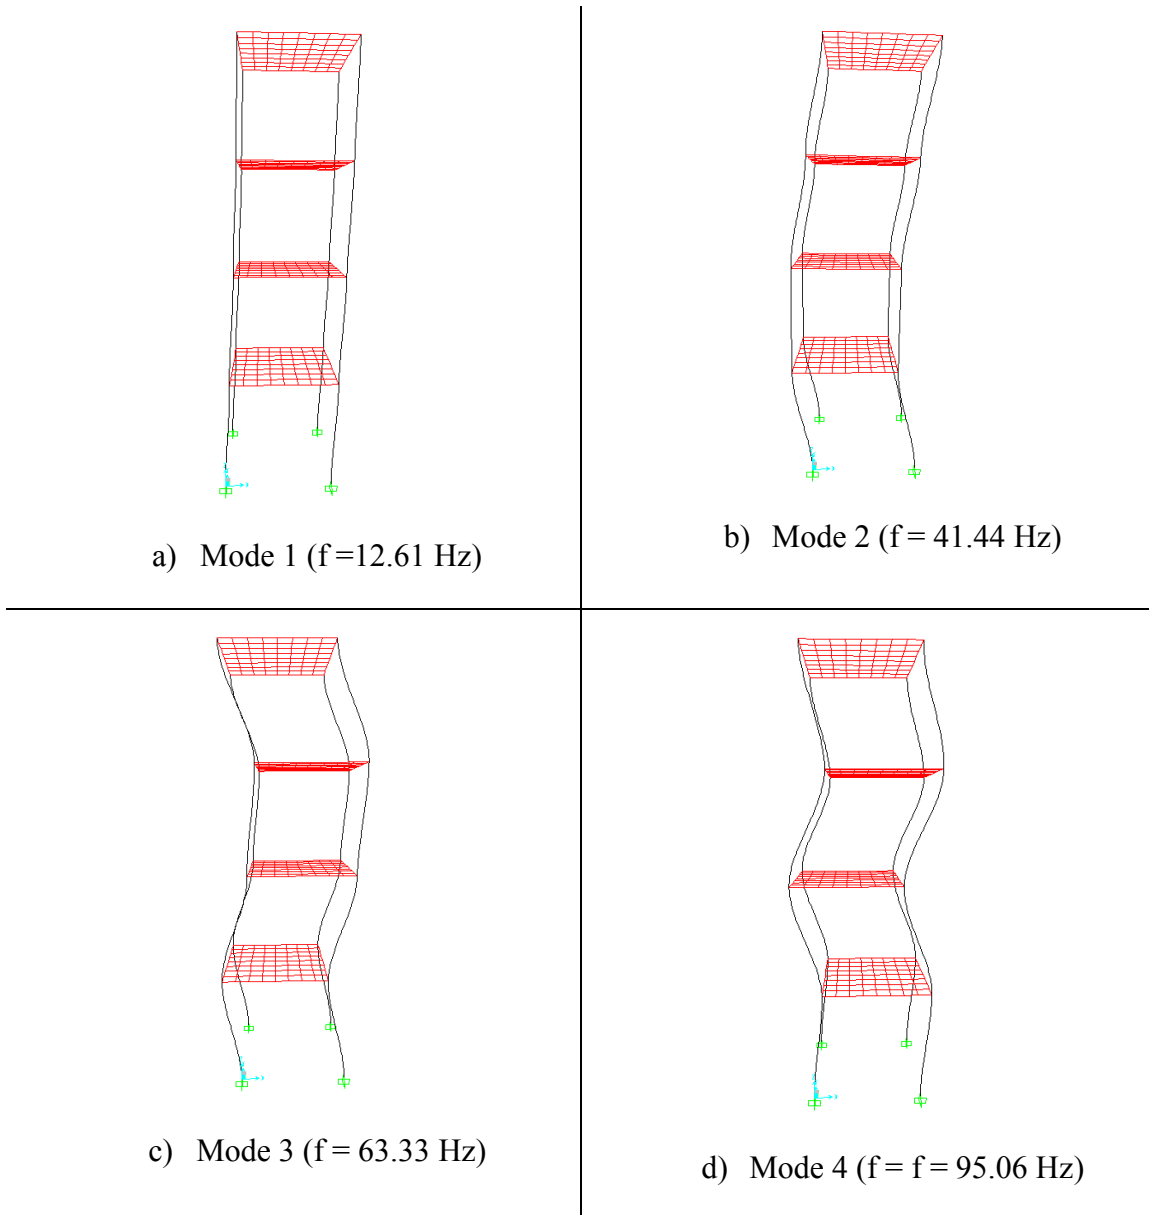 a) Mode 1 (f =12.61 Hz)
b) Mode 2 (f = 41.44 Hz)
c) Mode 3 (f = 63.33 Hz)
d) Mode 4 (f = f = 95.06 Hz)